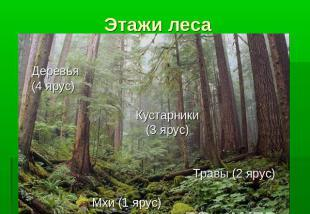 Этажи леса
Деревья
(4 ярус)
Кустарники
(3 ярус)
Травы (2 ярус)
Мхи (1 ярус)